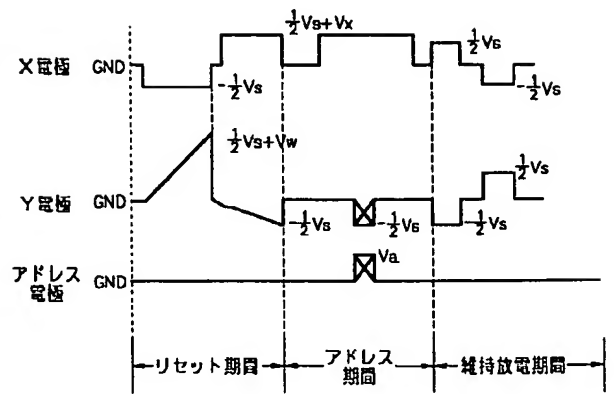 ½Vs+Vx
X電極 GND
½Vs
-½Vs
-½Vs
½Vs+Vw
½Vs
Y電極 GND
-½Vs
-½Vs
-½Vs
Va
アドレス
電極 GND
リセット期間
アドレス
期間
維持放電期間